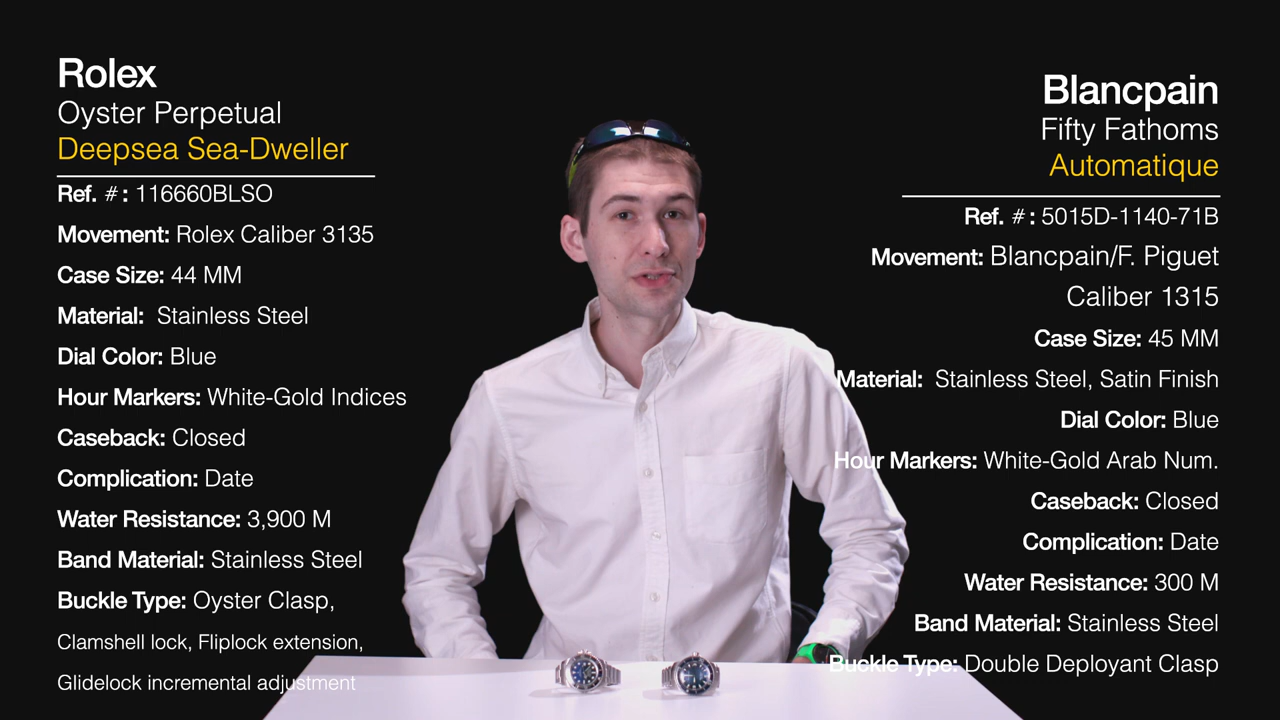 Rolex
Oyster Perpetual
Deepsea Sea-Dweller
Ref. #: 116660BLSO
Movement: Rolex Caliber 3135
Case Size: 44 MM
Material: Stainless Steel
Dial Color: Blue
Hour Markers: White-Gold Indices
Caseback: Closed
Complication: Date
Water Resistance: 3,900 M
Band Material: Stainless Steel
Buckle Type: Oyster Clasp,
Clamshell lock, Fliplock extension,
Glidelock incremental adjustment
Blancpain
Fifty Fathoms
Automatique
Ref. #: 5015D-1140-71B
Movement: Blancpain/F. Piguet
Caliber 1315
Case Size: 45 MM
Material: Stainless Steel, Satin Finish
Dial Color: Blue
Hour Markers: White-Gold Arab Num.
Caseback: Closed
Complication: Date
Water Resistance: 300 M
Band Material: Stainless Steel
Buckle Type: Double Deployant Clasp